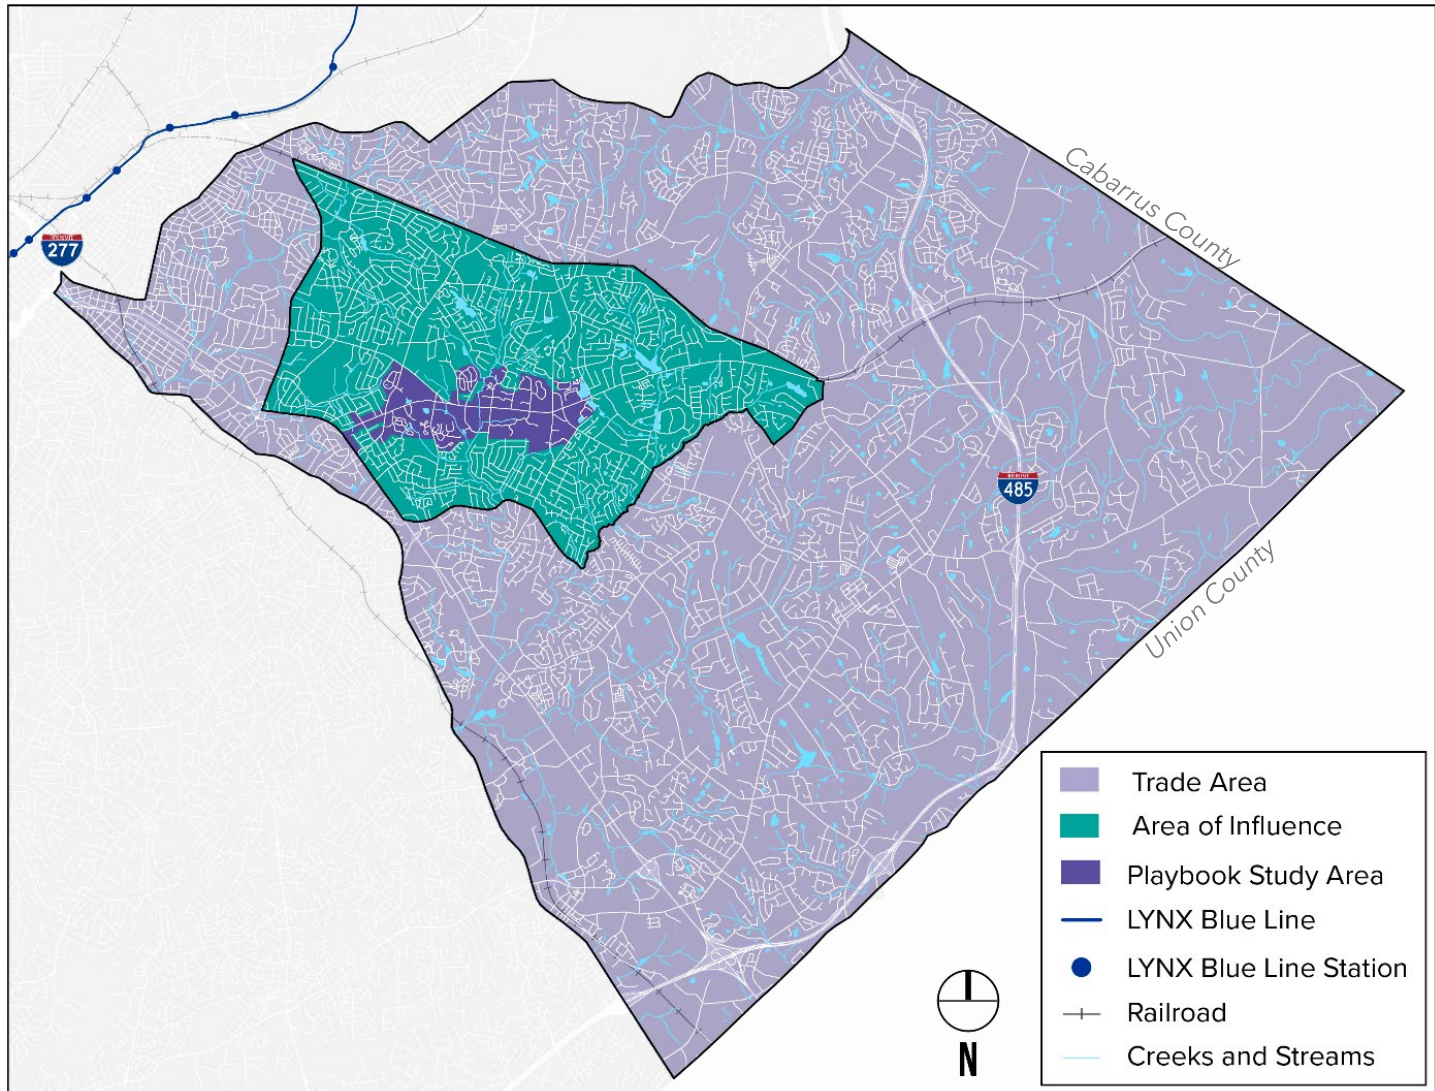 Cabarrus County
277
485
Union County
Trade Area
Area of Influence
Playbook Study Area
LYNX Blue Line
LYNX Blue Line Station
Railroad
Creeks and Streams
N